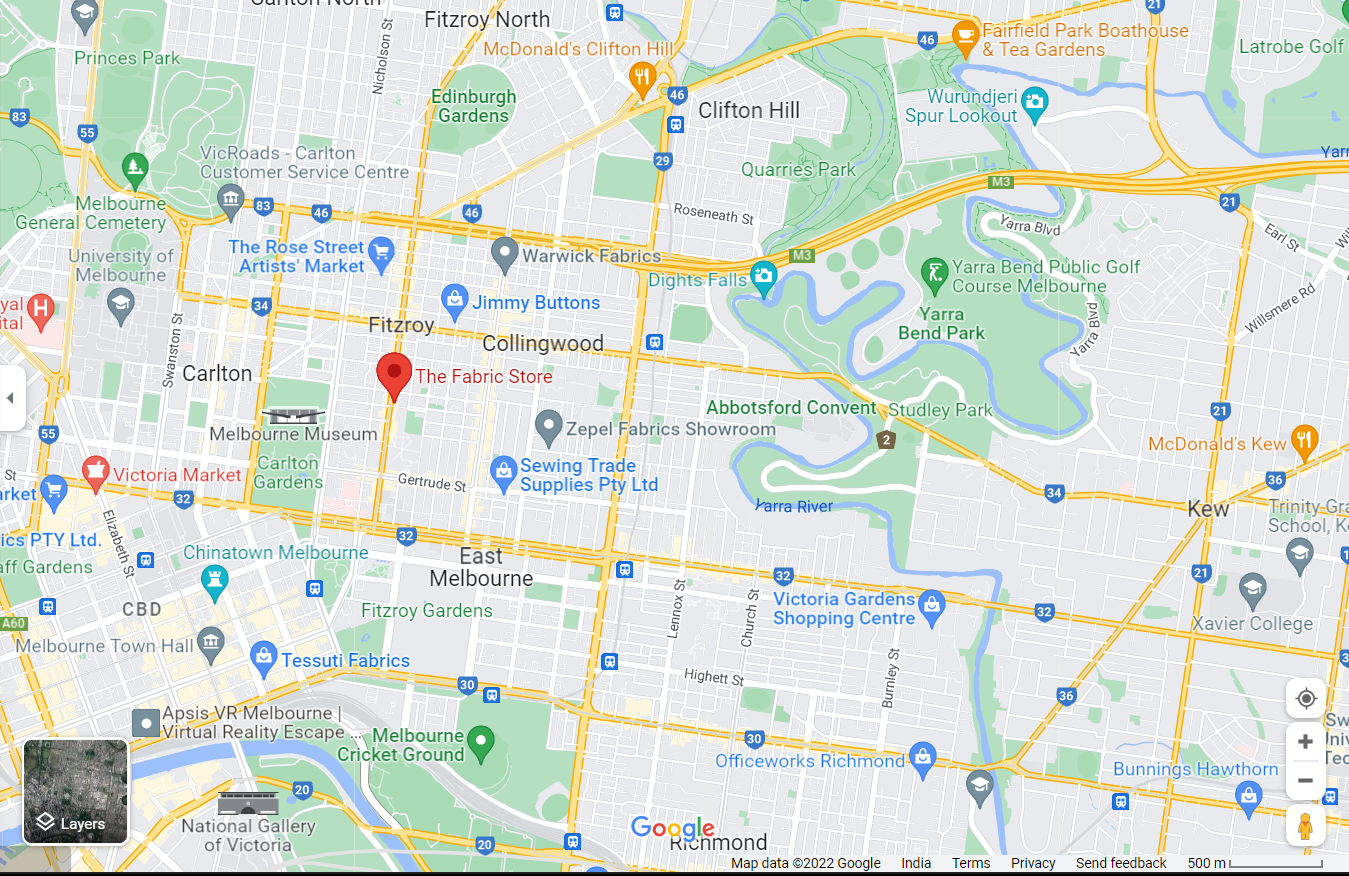 Carlton North
Fitzroy North
21
46
Fairfield Park Boathouse
& Tea Gardens
McDonald's Clifton Hill
Latrobe Golf
Princes Park
Nicholson St
Edinburgh
Gardens
46
Clifton Hill
Wurundjeri
Spur Lookout
83
55
29
VicRoads - Carlton
Customer Service Centre
Quarries Park
M3
Melbourne
General Cemetery
83
46
46
Roseneath St
21
Yarra Blvd
Earl St
The Rose Street
Artists' Market
Warwick Fabrics
M3
University of
Melbourne
Dights Falls
Yarra Bend Public Golf
Course Melbourne
34
Jimmy Buttons
Yarra
Bend Park
Willsmere Rd
Yarra Blvd
Fitzroy
Collingwood
Swanston St
Carlton
The Fabric Store
Abbotsford Convent
Studley Park
21
Melbourne Museum
Zepel Fabrics Showroom
2
55
McDonald's Kew
Carlton
Gardens
Victoria Market
Sewing Trade
Supplies Pty Ltd
Gertrude St
36
34
32
Yarra River
Kew
Elizabeth St
32
ics PTY Ltd.
Chinatown Melbourne
East
Melbourne
aff Gardens
32
21
CBD
Fitzroy Gardens
Lennox St
Church St
Victoria Gardens
Shopping Centre
32
A60
Xavier College
Melbourne Town Hall
Tessuti Fabrics
Burnley St
Highett St
30
36
Apsis VR Melbourne |
Virtual Reality Escape ...
Melbourne
Cricket Ground
30
Officeworks Richmond
Bunnings Hawthorn
20
Layers
National Gallery
of Victoria
20
Google
Richmond
Map data ©2022 Google
India
Terms
Privacy
Send feedback
500 m